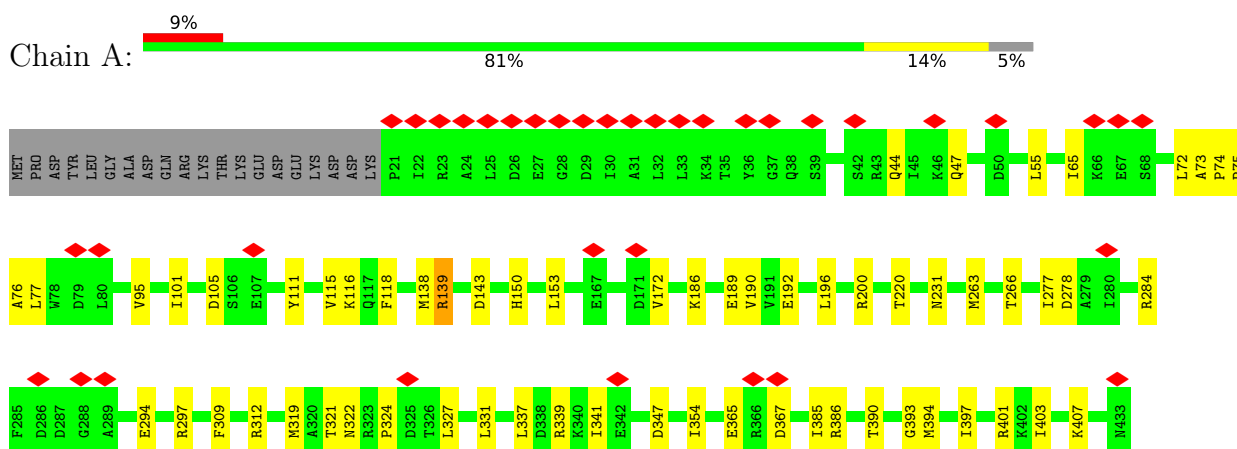 9%
Chain A:
81% 14% 5%
MET PRO ASP TYR LEU GLY ALA ASP GLN ARG LYS THR LYS GLU ASP GLU LYS ASP ASP LYS P21 I22 R23 A24 L25 D26 E27 G28 D29 I30 A31 L32 L33 K34 T35 Y36 G37 Q38 S39 S42 R43 Q44 I45 K46 Q47 D50 L55 I65 K66 E67 S68 L72 A73 P74
A76 L77 W78 D79 L80 V95 I101 D105 S106 E107 Y111 V115 K116 Q117 F118 M138 R139 D143 H150 L153 E167 D171 V172 K186 E189 V190 V191 E192 L196 R200 T220 N231 M263 T266 I277 D278 A279 I280 R284
F285 D286 D287 G288 A289 E294 R297 F309 R312 M319 A320 T321 N322 R323 P324 D325 T326 L327 L331 L337 D338 R339 K340 I341 E342 D347 I354 E365 R366 D367 I385 R386 T390 G393 M394 I397 R401 K402 I403 K407 N433